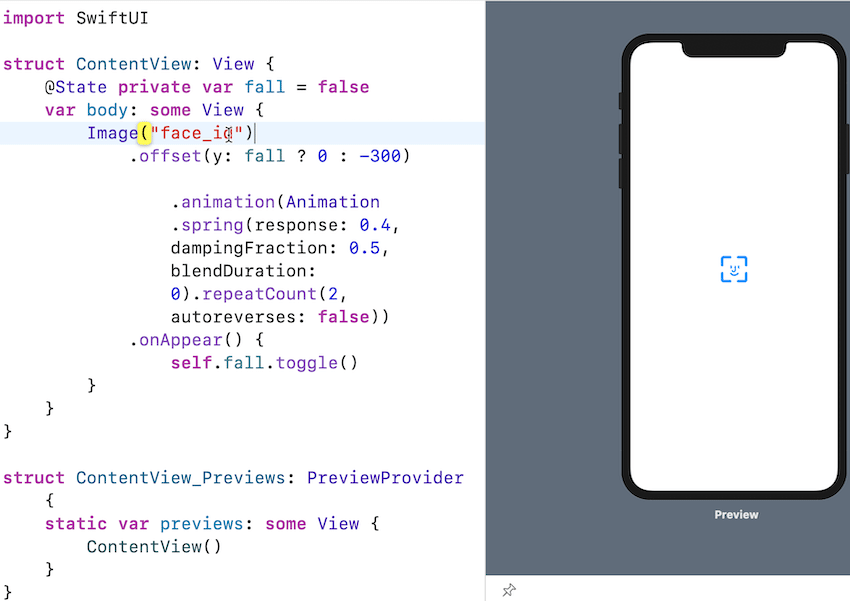 import SwiftUI
struct ContentView: View {
@State private var fall = false
var body: some View {
Image("face_id")
.offset(y: fall ? 0 : -300)
.animation(Animation
.spring(response: 0.4,
dampingFraction: 0.5,
blendDuration:
0).repeatCount(2,
autoreverses: false))
.onAppear() {
self.fall.toggle()
}
}
}
struct ContentView_Previews: PreviewProvider
{
static var previews: some View {
ContentView()
}
}
Preview